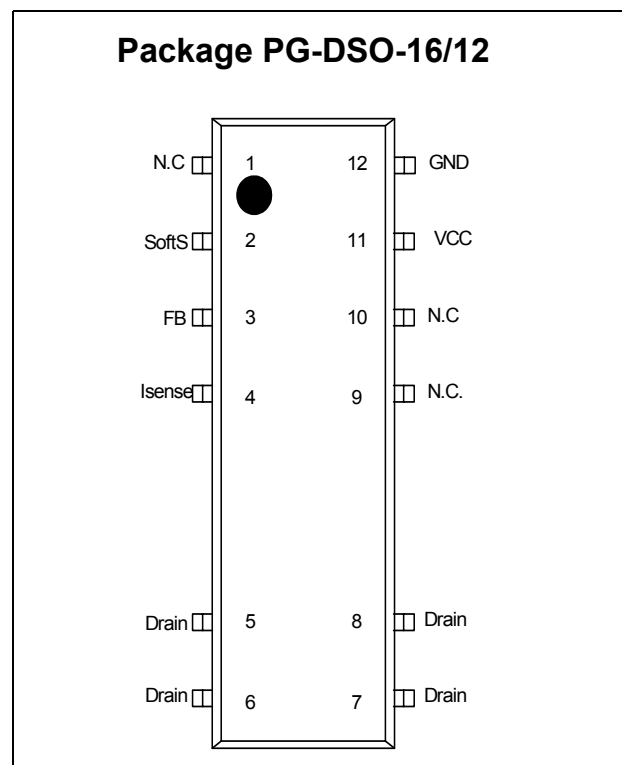 Package PG-DSO-16/12
N.C 1 12 GND
SoftS 2 11 VCC
FB 3 10 N.C
Isense 4 9 N.C.
Drain 5 8 Drain
Drain 6 7 Drain